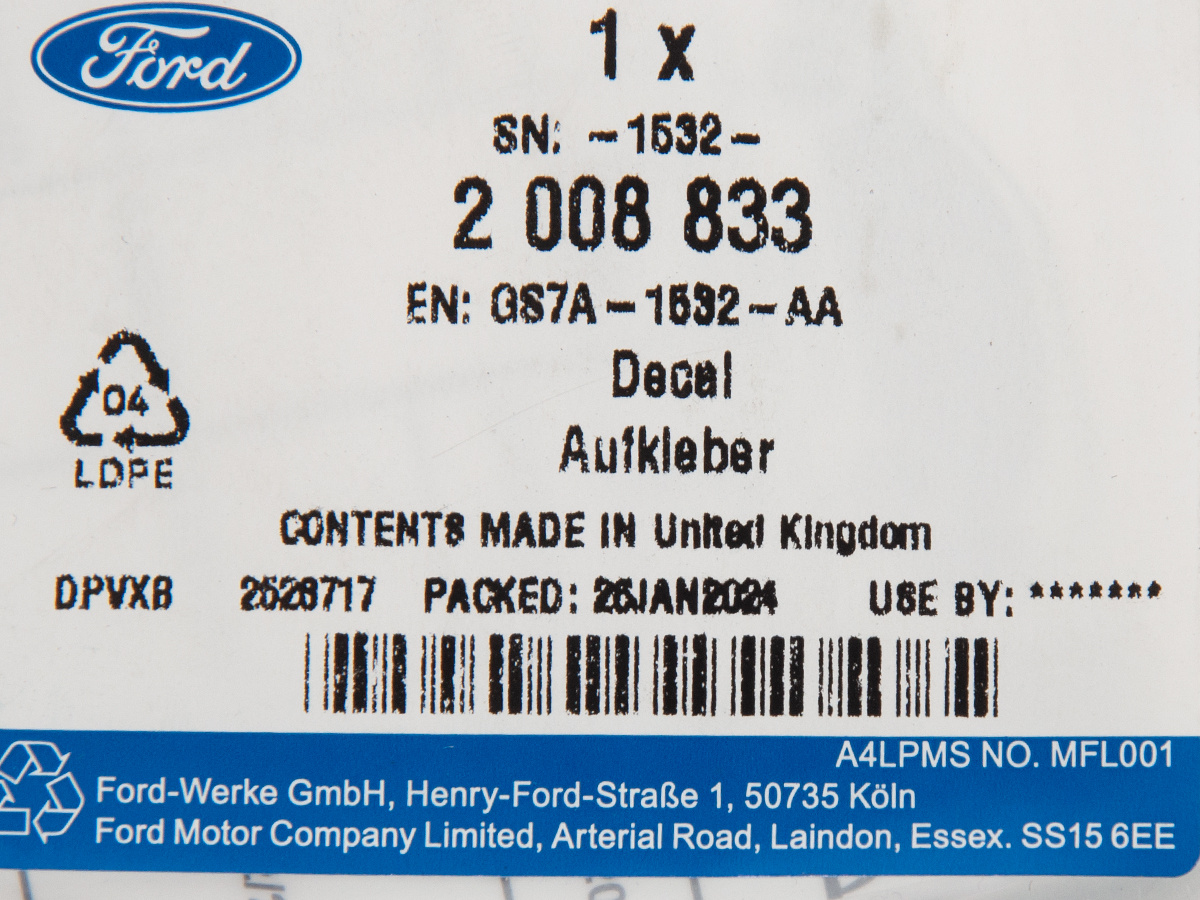 Ford
1 x
SN: -1532-
2 008 833
EN: GS7A-1532-AA
Decal
Aufkleber
04
LDPE
CONTENTS MADE IN United Kingdom
DPVXB 2526717 PACKED: 26JAN2024 USE BY: *******
A4LPMS NO. MFL001
Ford-Werke GmbH, Henry-Ford-Straße 1, 50735 Köln
Ford Motor Company Limited, Arterial Road, Laindon, Essex. SS15 6EE